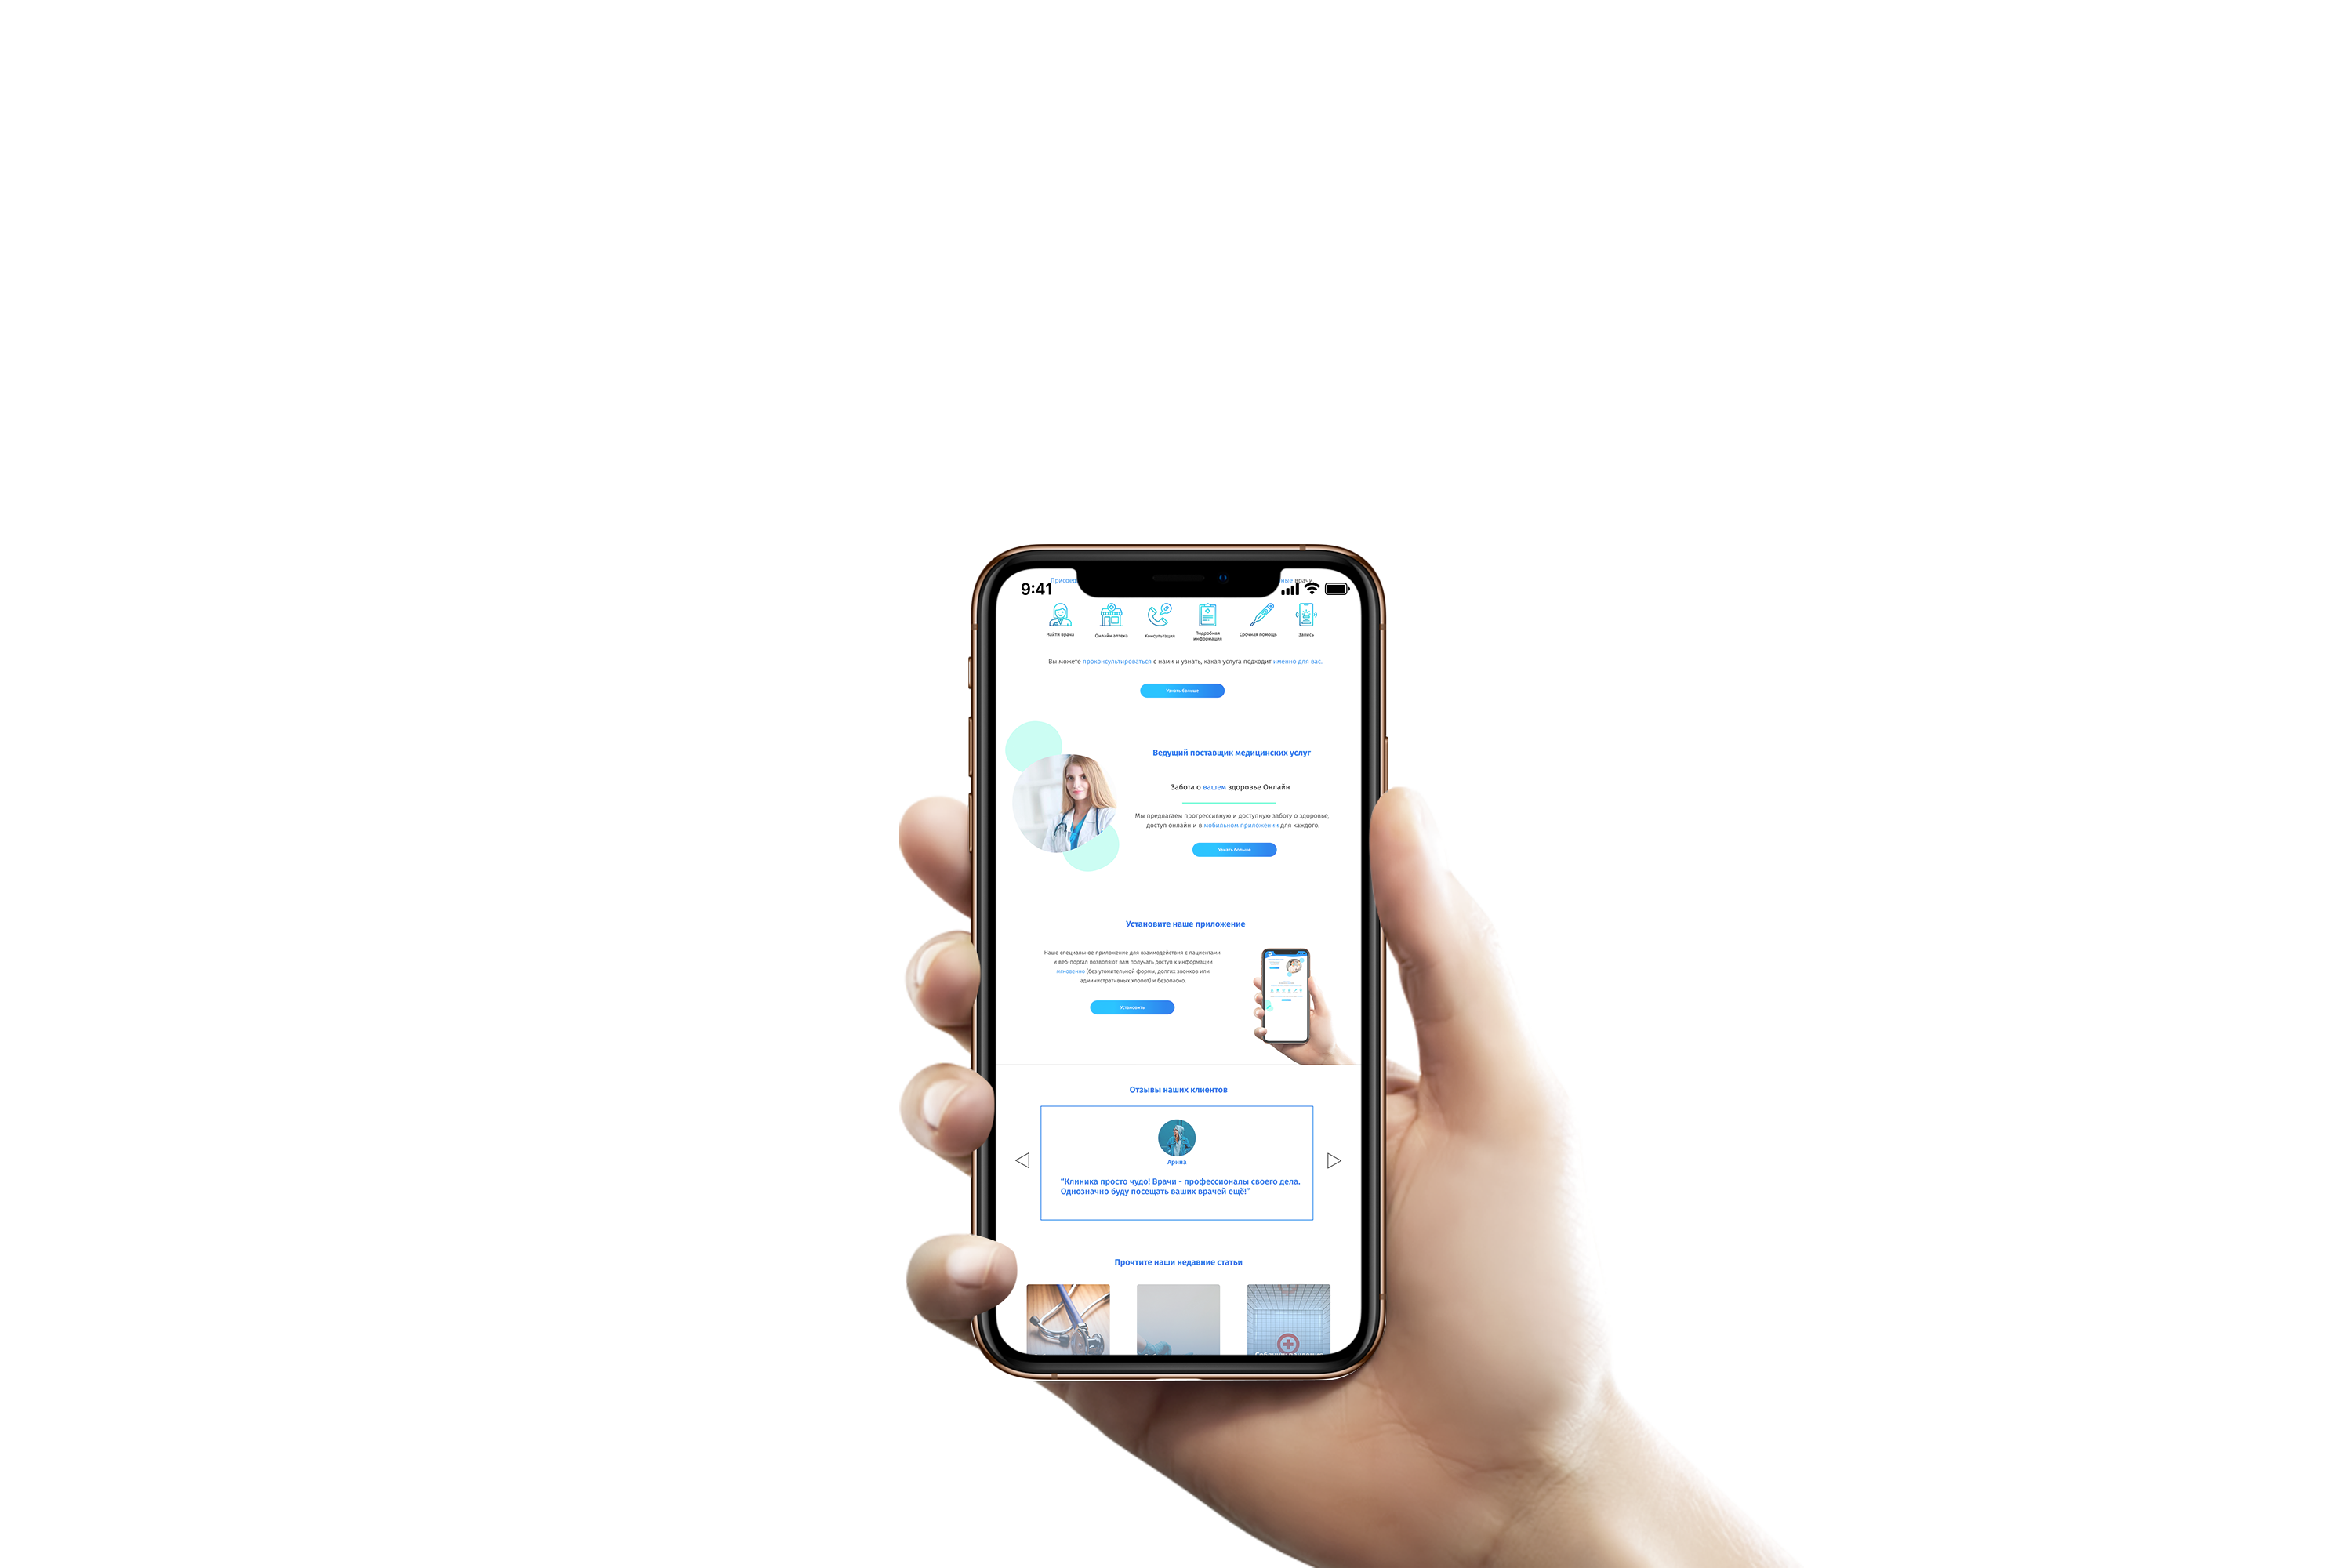 9:41
Присоед
ные врачи
Найти врача
Онлайн аптека
Консультация
Подробная
информация
Срочная помощь
Запись
Вы можете проконсультироваться с нами и узнать, какая услуга подходит именно для вас.
Узнать больше
Ведущий поставщик медицинских услуг
Забота о вашем здоровье Онлайн
Мы предлагаем прогрессивную и доступную заботу о здоровье,
доступ онлайн и в мобильном приложении для каждого.
Узнать больше
Установите наше приложение
Наше специальное приложение для взаимодействия с пациентами
и веб-портал позволяют вам получать доступ к информации
мгновенно (без утомительной формы, долгих звонков или
административных хлопот) и безопасно.
Установить
Отзывы наших клиентов
Арина
"Клиника просто чудо! Врачи - профессионалы своего дела.
Однозначно буду посещать ваших врачей ещё!"
Прочтите наши недавние статьи